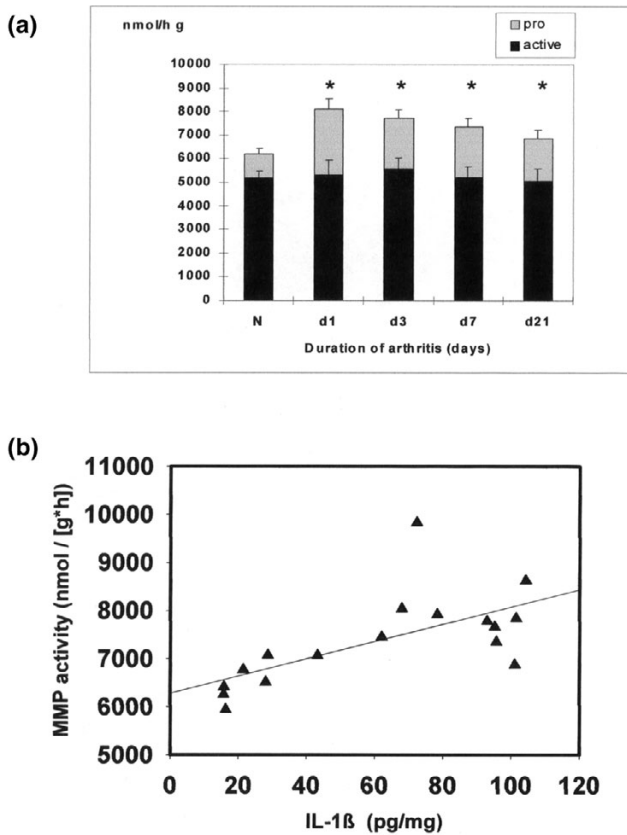 (a)
nmol/h g
pro
active
10000
9000
8000
7000
6000
5000
4000
3000
2000
1000
0
* * * *
N d1 d3 d7 d21
Duration of arthritis (days)
(b)
MMP activity (nmol / [g*h])
11000
10000
9000
8000
7000
6000
5000
0 20 40 60 80 100 120
IL-1ß (pg/mg)